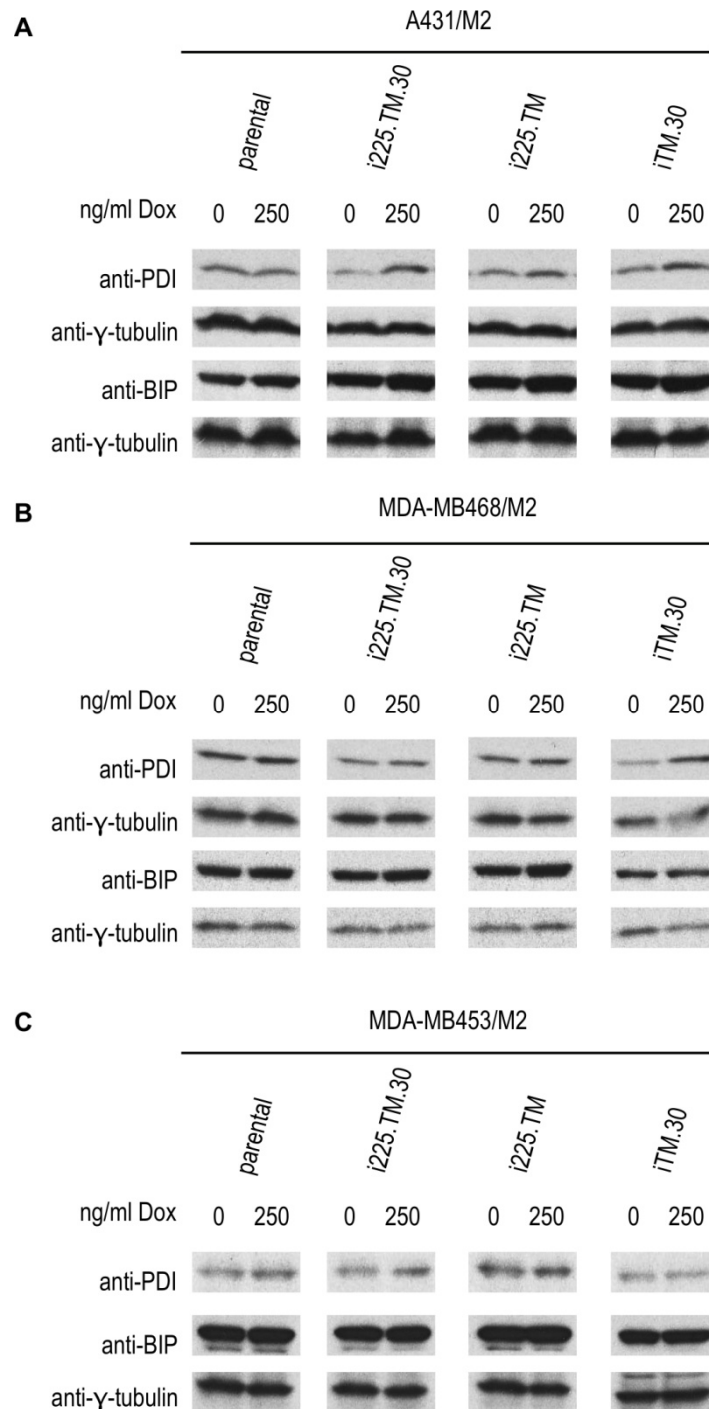 A
A431/M2
parental
i225.TM.30
i225.TM
iTM.30
ng/ml Dox 0 250 0 250 0 250 0 250
anti-PDI
anti-γ-tubulin
anti-BIP
anti-γ-tubulin
B
MDA-MB468/M2
parental
i225.TM.30
i225.TM
iTM.30
ng/ml Dox 0 250 0 250 0 250 0 250
anti-PDI
anti-γ-tubulin
anti-BIP
anti-γ-tubulin
C
MDA-MB453/M2
parental
i225.TM.30
i225.TM
iTM.30
ng/ml Dox 0 250 0 250 0 250 0 250
anti-PDI
anti-BIP
anti-γ-tubulin